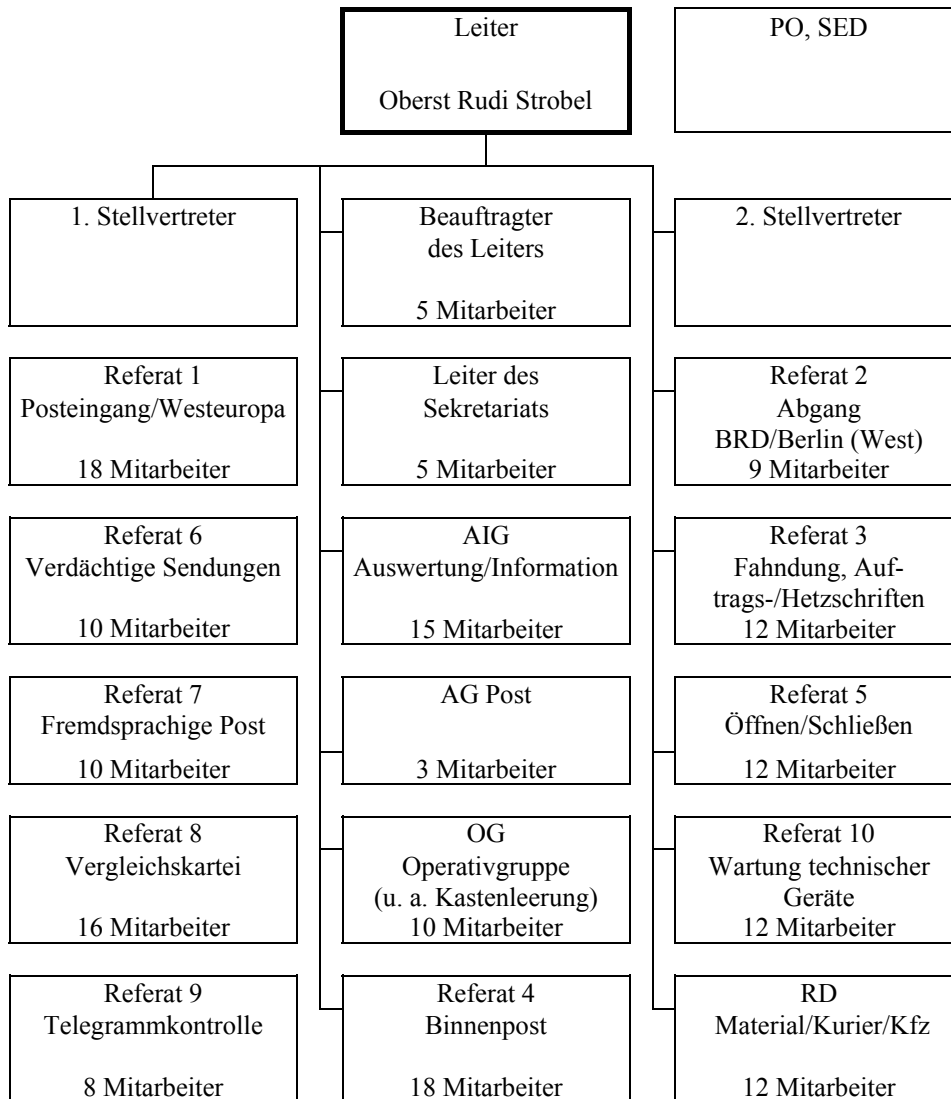 Leiter
Oberst Rudi Strobel
PO, SED
1. Stellvertreter
Beauftragter
des Leiters
5 Mitarbeiter
2. Stellvertreter
Referat 1
Posteingang/Westeuropa
18 Mitarbeiter
Leiter des
Sekretariats
5 Mitarbeiter
Referat 2
Abgang
BRD/Berlin (West)
9 Mitarbeiter
Referat 6
Verdächtige Sendungen
10 Mitarbeiter
AIG
Auswertung/Information
15 Mitarbeiter
Referat 3
Fahndung, Auf-
trags-/Hetzschriften
12 Mitarbeiter
Referat 7
Fremdsprachige Post
10 Mitarbeiter
AG Post
3 Mitarbeiter
Referat 5
Öffnen/Schließen
12 Mitarbeiter
Referat 8
Vergleichskartei
16 Mitarbeiter
OG
Operativgruppe
(u. a. Kastenleerung)
10 Mitarbeiter
Referat 10
Wartung technischer
Geräte
12 Mitarbeiter
Referat 9
Telegrammkontrolle
8 Mitarbeiter
Referat 4
Binnenpost
18 Mitarbeiter
RD
Material/Kurier/Kfz
12 Mitarbeiter